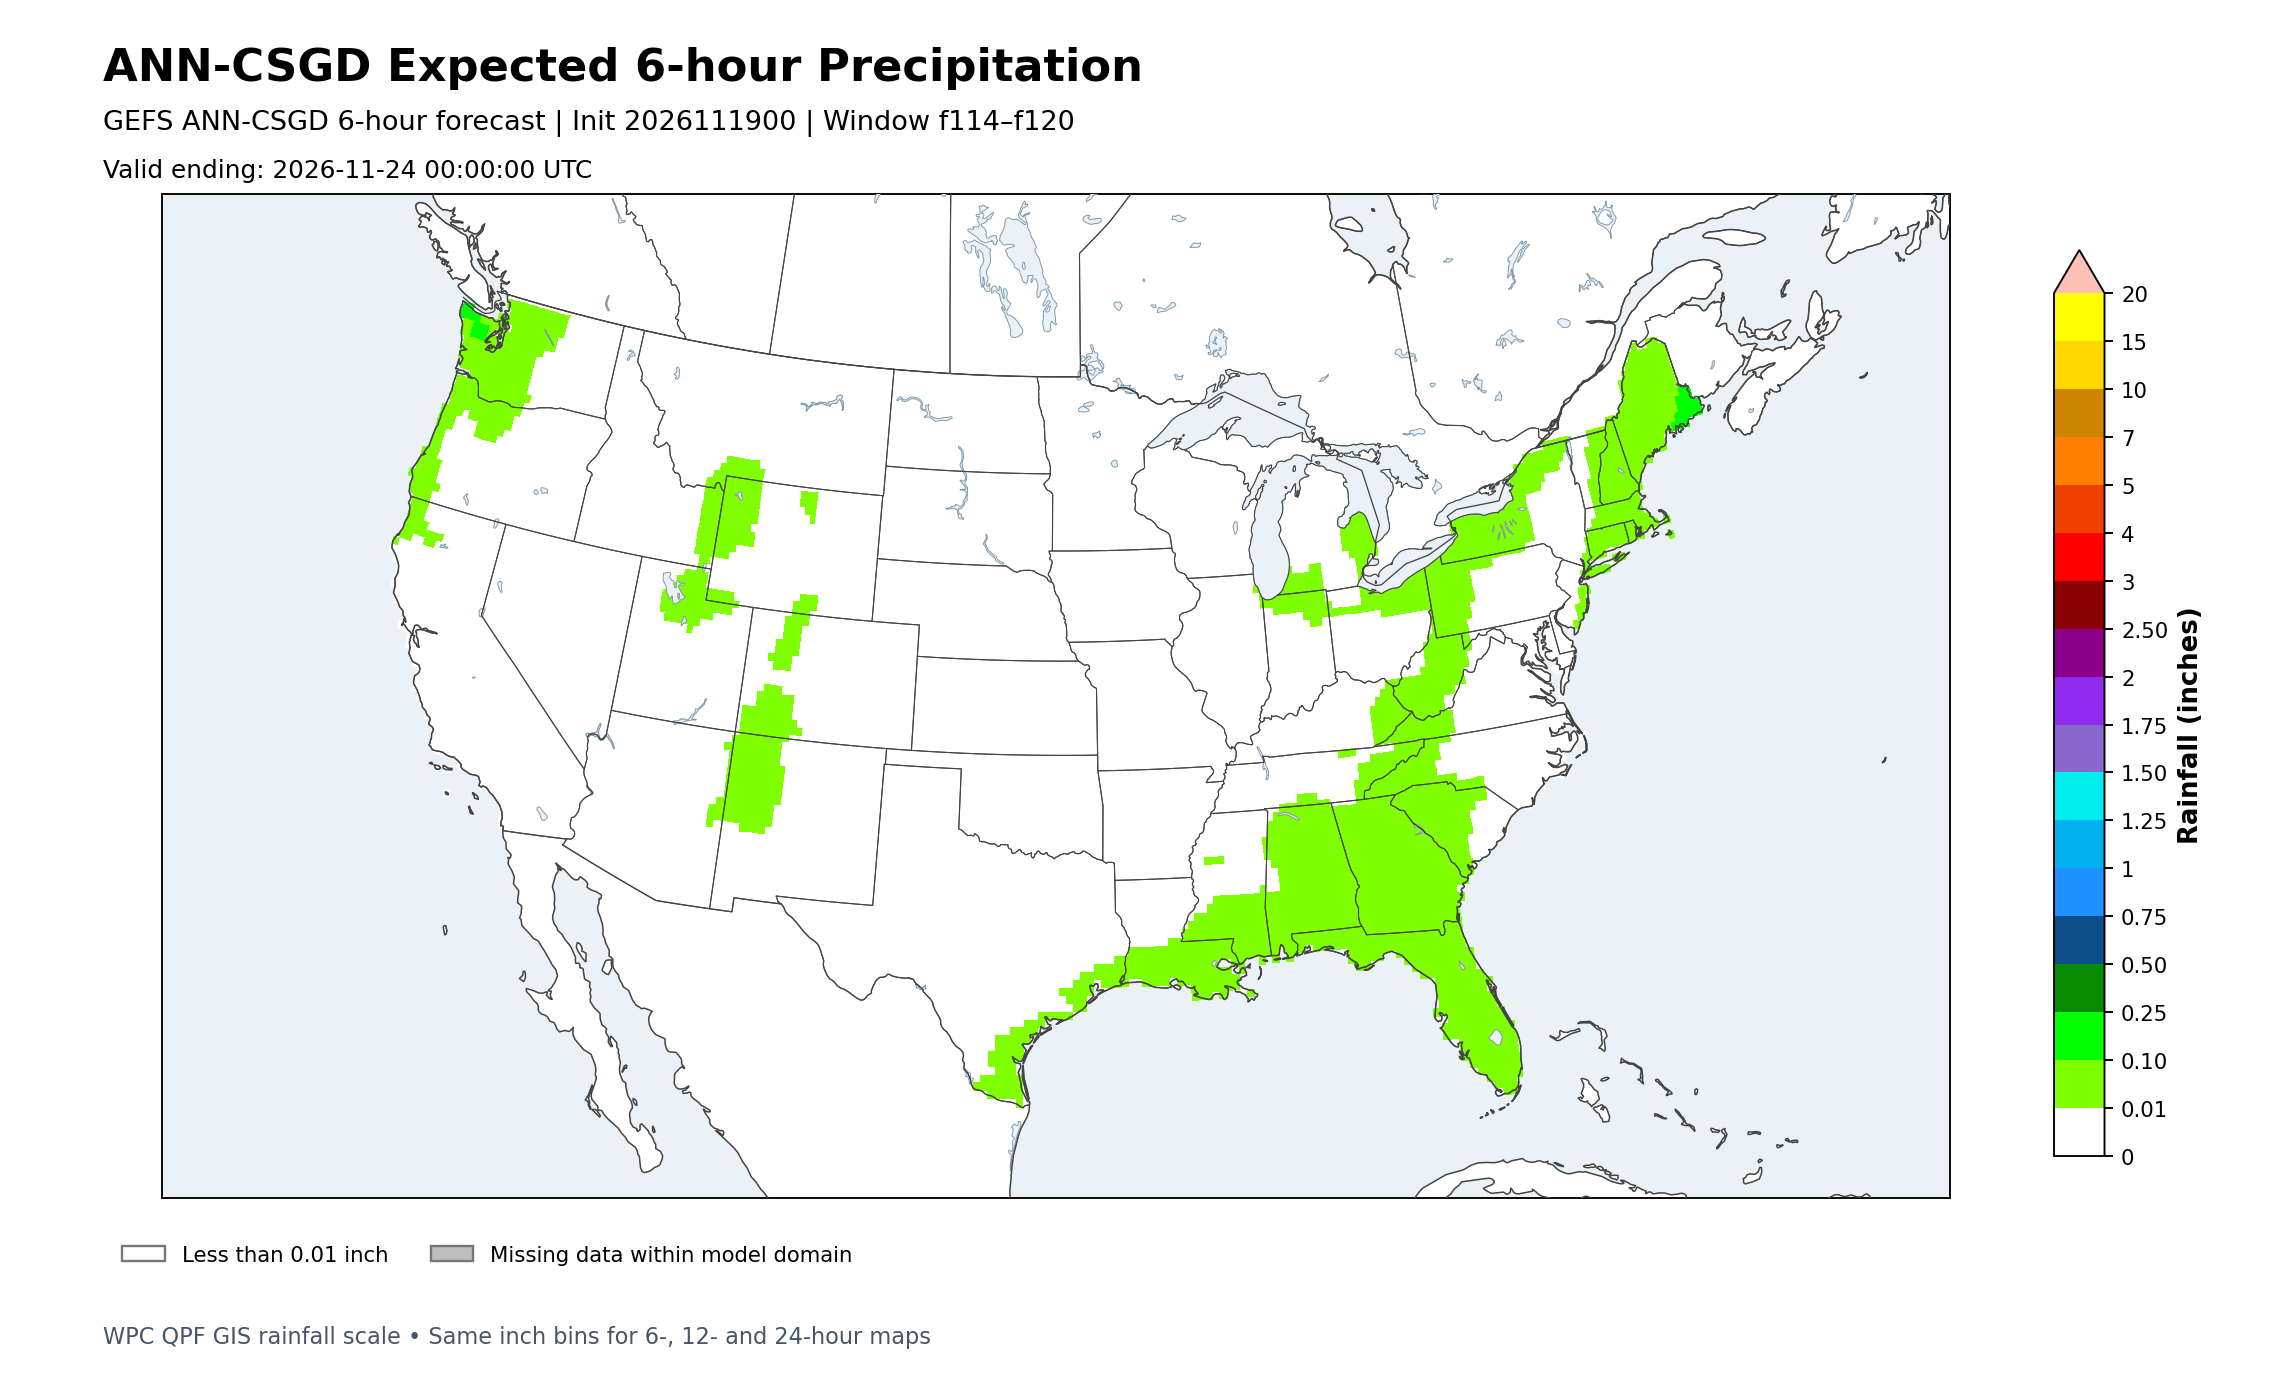 ANN-CSGD Expected 6-hour Precipitation
GEFS ANN-CSGD 6-hour forecast | Init 2026111900 | Window f114–f120
Valid ending: 2026-11-24 00:00:00 UTC
20
15
10
7
5
4
3
2.50
2
1.75
1.50
1.25
1
0.75
0.50
0.25
0.10
0.01
0
Rainfall (inches)
Less than 0.01 inch
Missing data within model domain
WPC QPF GIS rainfall scale • Same inch bins for 6-, 12- and 24-hour maps